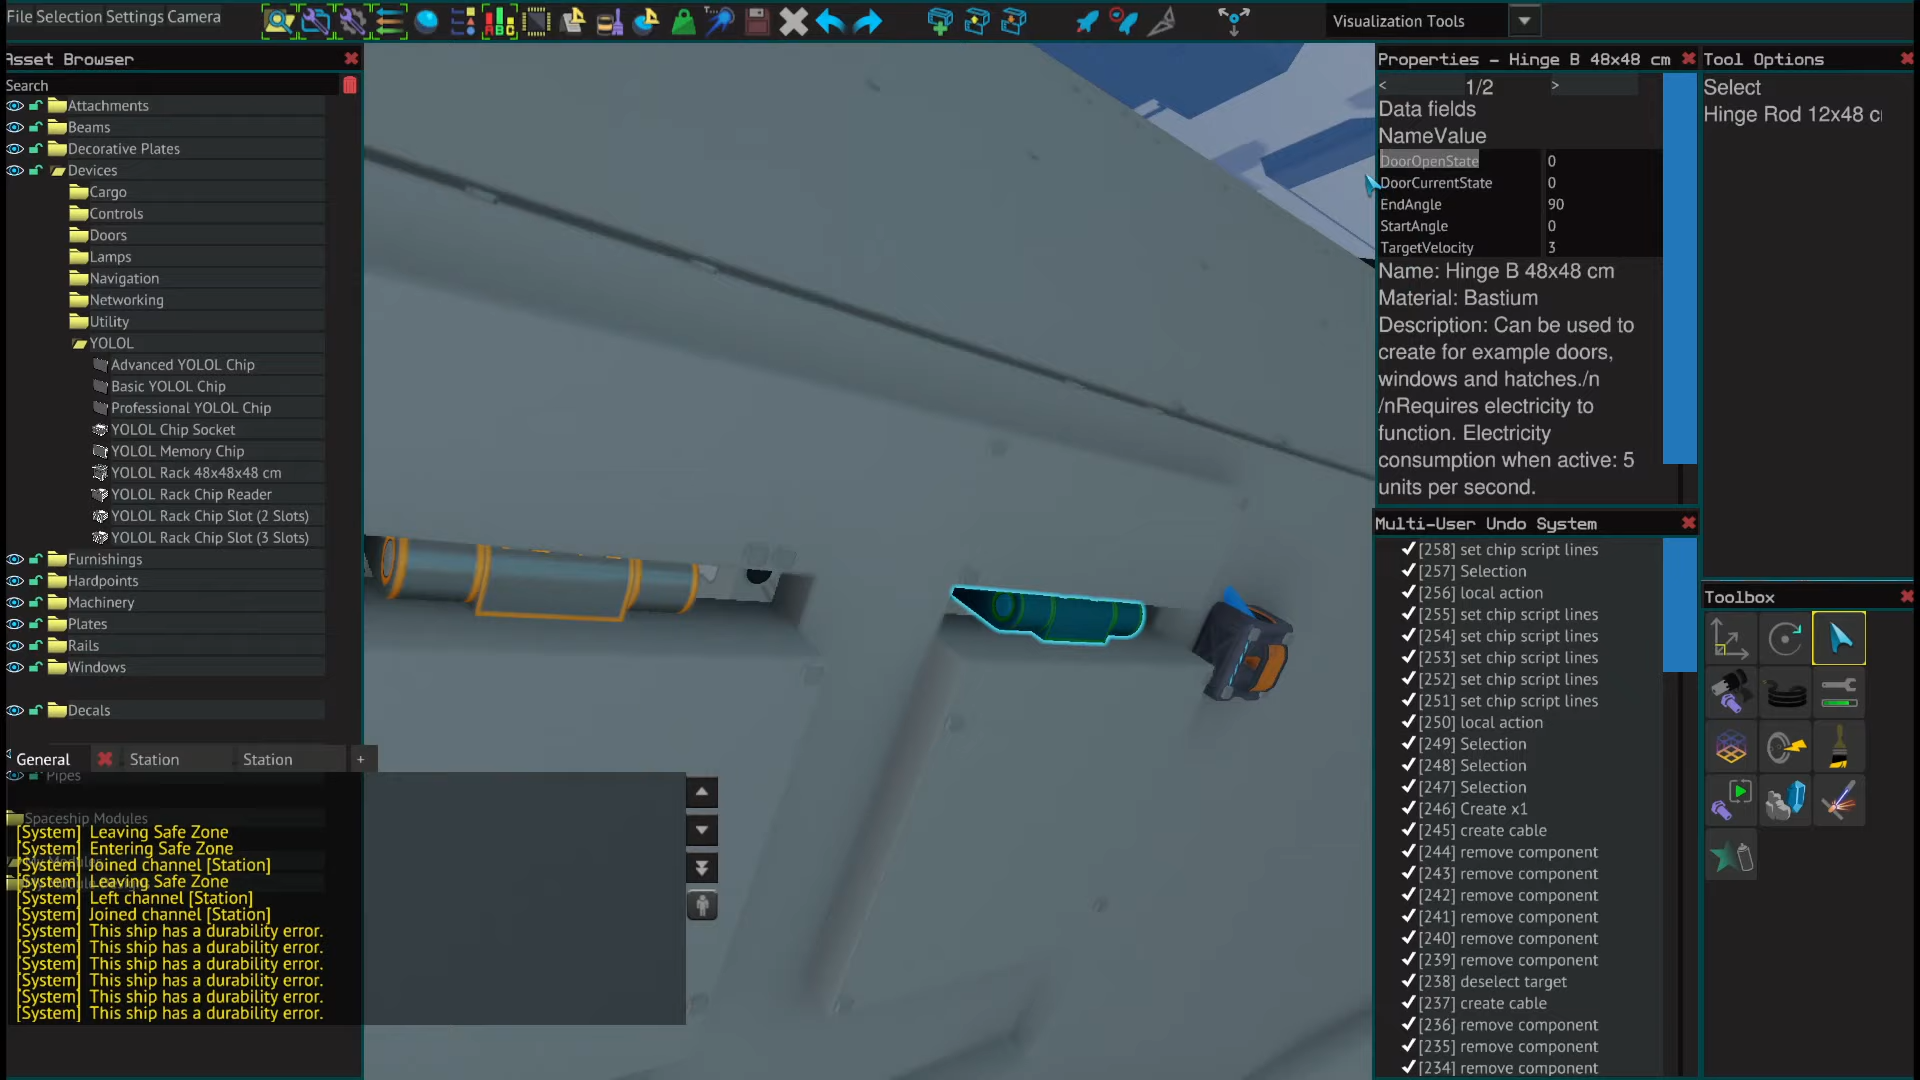 File Selection Settings Camera
Visualization Tools
Asset Browser
Search
Attachments
Beams
Decorative Plates
Devices
Cargo
Controls
Doors
Lamps
Navigation
Networking
Utility
YOLOL
Advanced YOLOL Chip
Basic YOLOL Chip
Professional YOLOL Chip
YOLOL Chip Socket
YOLOL Memory Chip
YOLOL Rack 48x48x48 cm
YOLOL Rack Chip Reader
YOLOL Rack Chip Slot (2 Slots)
YOLOL Rack Chip Slot (3 Slots)
Furnishings
Hardpoints
Machinery
Plates
Rails
Windows
Decals
General
Station
Station
+
Pipes
Spaceship Modules
[System] Leaving Safe Zone
[System] Entering Safe Zone
[System] Joined channel [Station]
[System] Leaving Safe Zone
[System] Left channel [Station]
[System] Joined channel [Station]
[System] This ship has a durability error.
[System] This ship has a durability error.
[System] This ship has a durability error.
[System] This ship has a durability error.
[System] This ship has a durability error.
[System] This ship has a durability error.
Properties - Hinge B 48x48 cm
< 1/2 >
Data fields
NameValue
DoorOpenState 0
DoorCurrentState 0
EndAngle 90
StartAngle 0
TargetVelocity 3
Name: Hinge B 48x48 cm
Material: Bastium
Description: Can be used to
create for example doors,
windows and hatches./n
/nRequires electricity to
function. Electricity
consumption when active: 5
units per second.
Multi-User Undo System
[258] set chip script lines
[257] Selection
[256] local action
[255] set chip script lines
[254] set chip script lines
[253] set chip script lines
[252] set chip script lines
[251] set chip script lines
[250] local action
[249] Selection
[248] Selection
[247] Selection
[246] Create x1
[245] create cable
[244] remove component
[243] remove component
[242] remove component
[241] remove component
[240] remove component
[239] remove component
[238] deselect target
[237] create cable
[236] remove component
[235] remove component
[234] remove component
Tool Options
Select
Hinge Rod 12x48
Toolbox